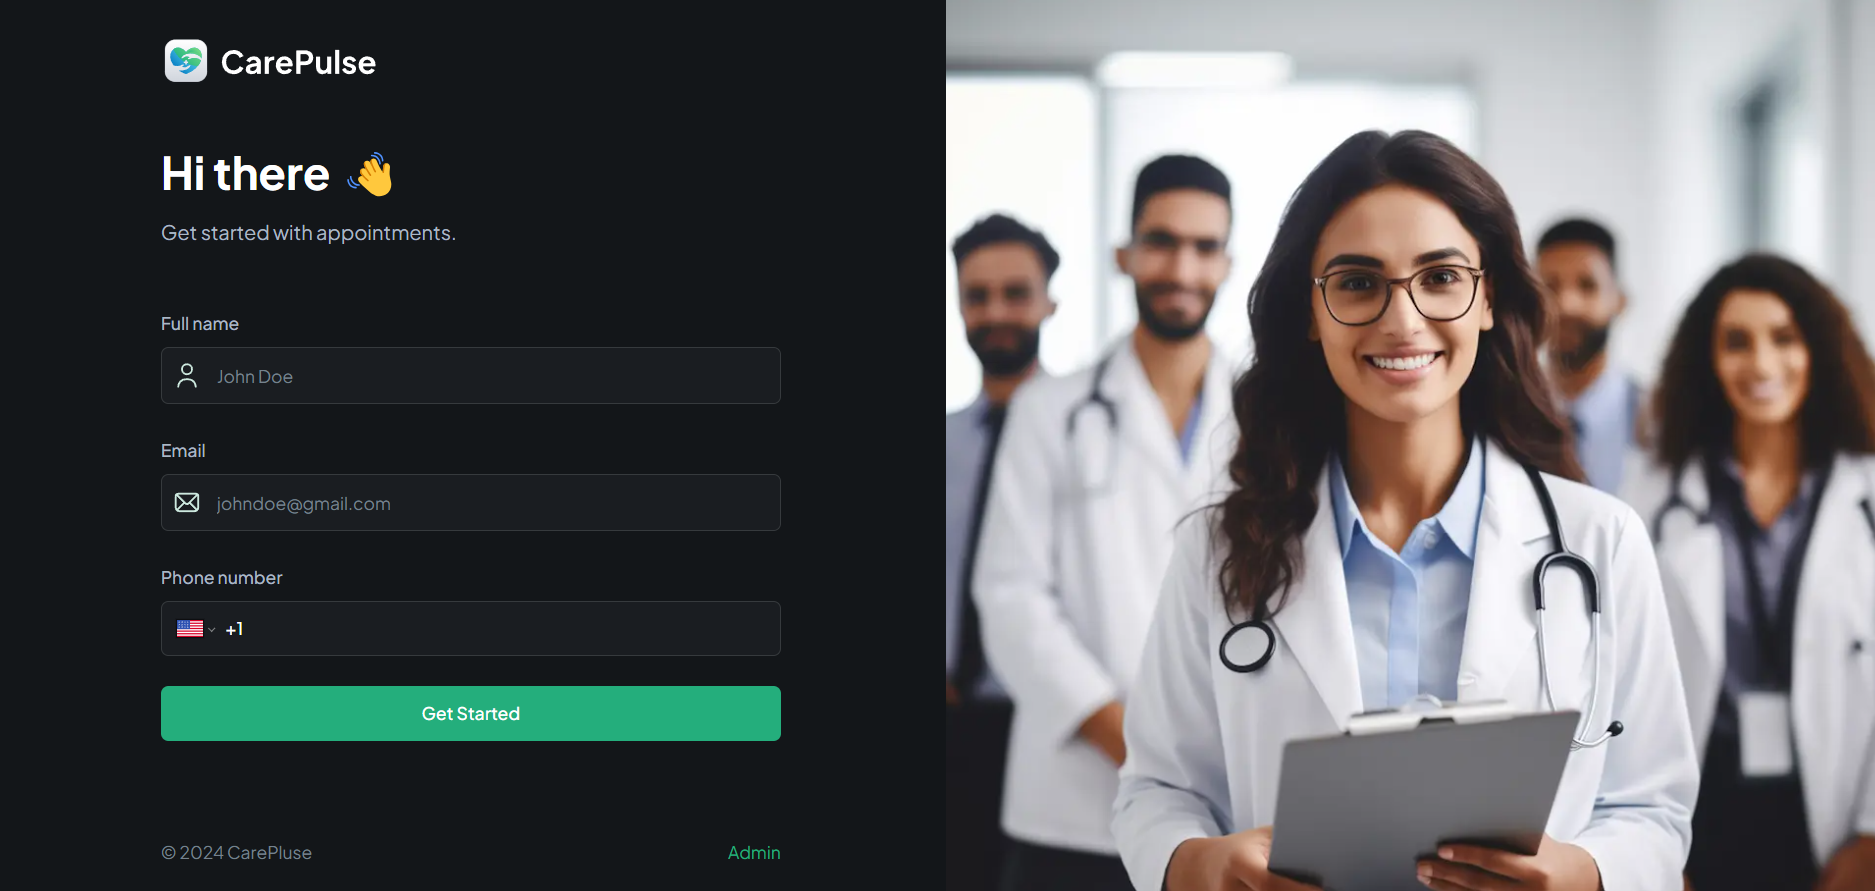 CarePulse
Hi there 👋
Get started with appointments.
Full name
John Doe
Email
johndoe@gmail.com
Phone number
+1
Get Started
© 2024 CarePluse
Admin